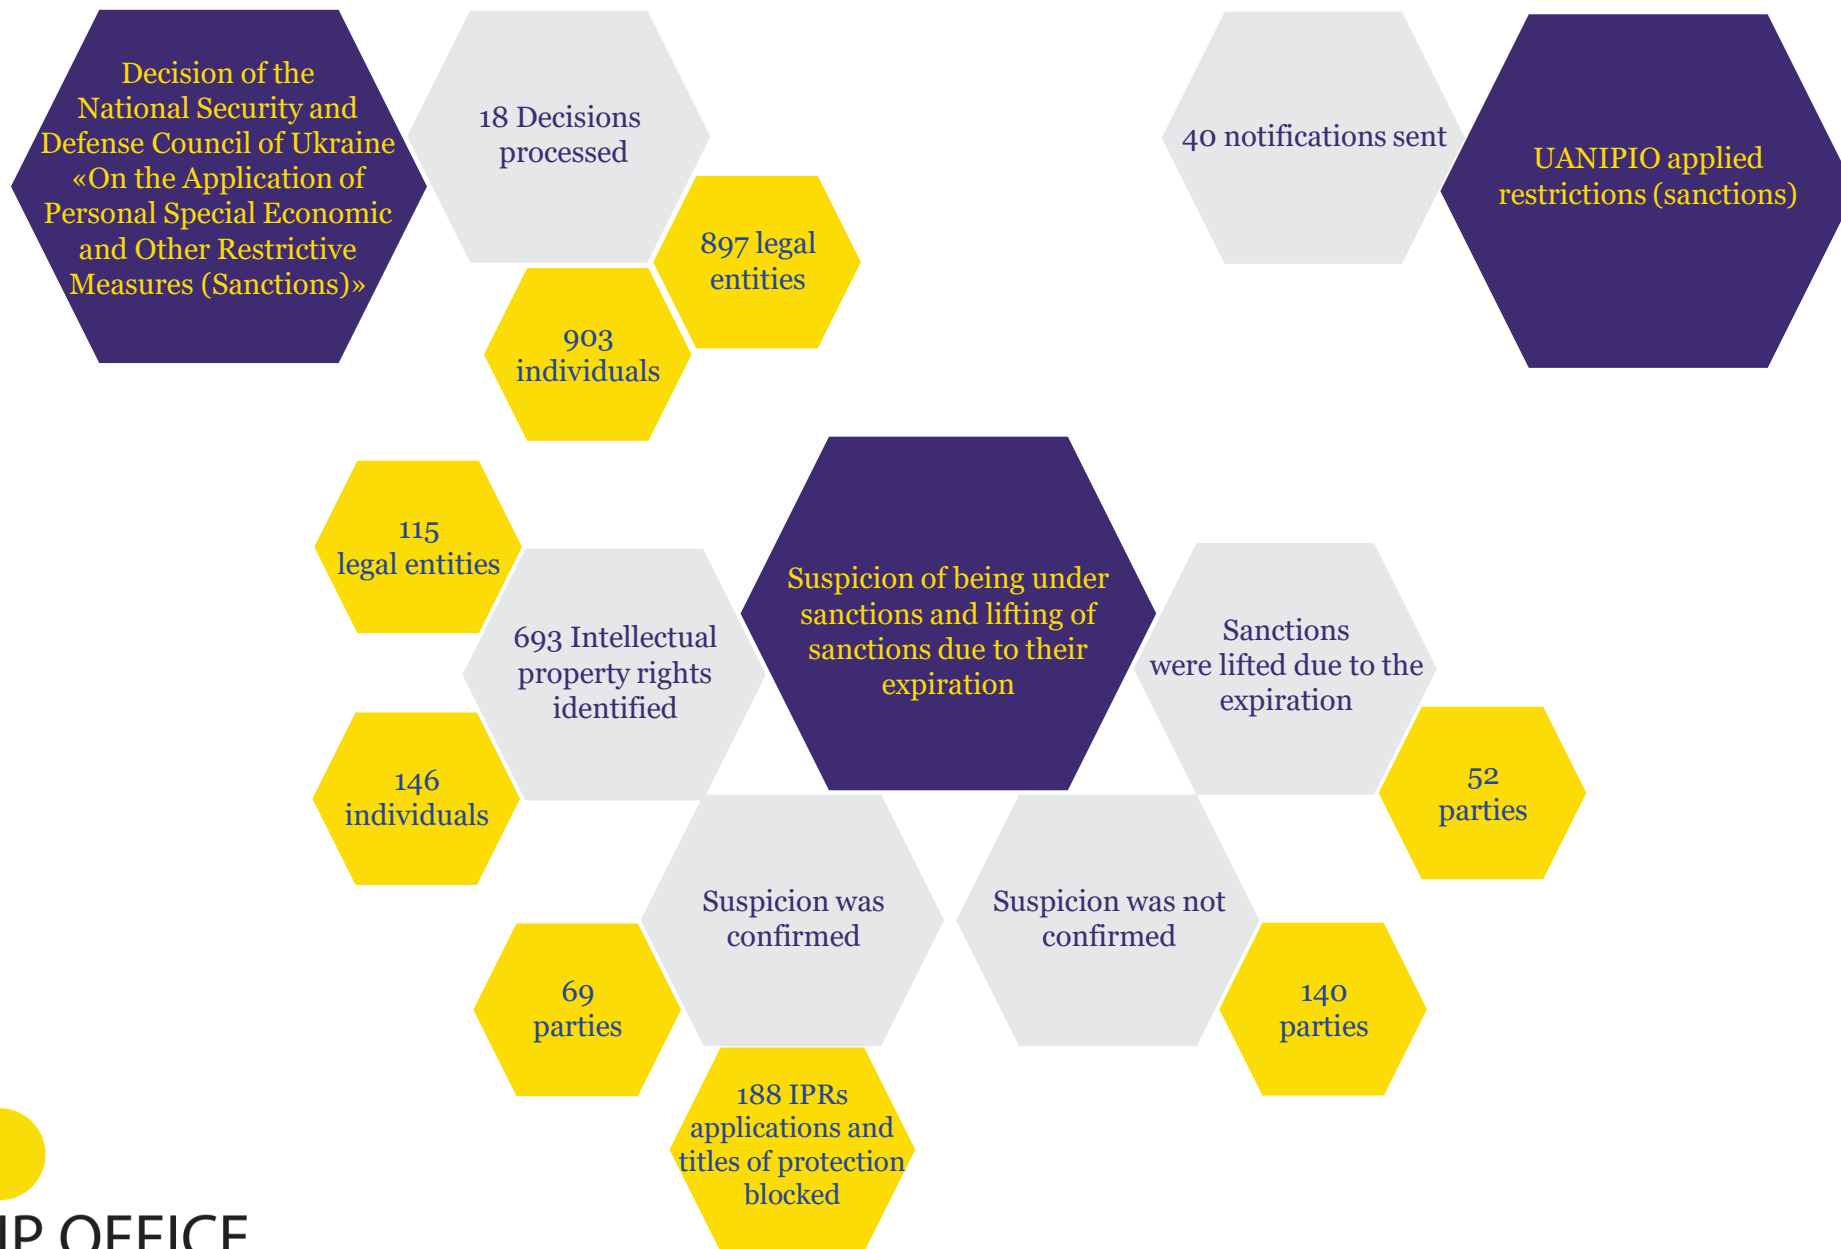 Decision of the
National Security and
Defense Council of Ukraine
«On the Application of
Personal Special Economic
and Other Restrictive
Measures (Sanctions)»
18 Decisions
processed
897 legal
entities
903
individuals
40 notifications sent
UANIPIO applied
restrictions (sanctions)
115
legal entities
693 Intellectual
property rights
identified
146
individuals
Suspicion of being under
sanctions and lifting of
sanctions due to their
expiration
Sanctions
were lifted due to the
expiration
52
parties
Suspicion was
confirmed
69
parties
188 IPRs
applications and
titles of protection
blocked
Suspicion was not
confirmed
140
parties
IP OFFICE